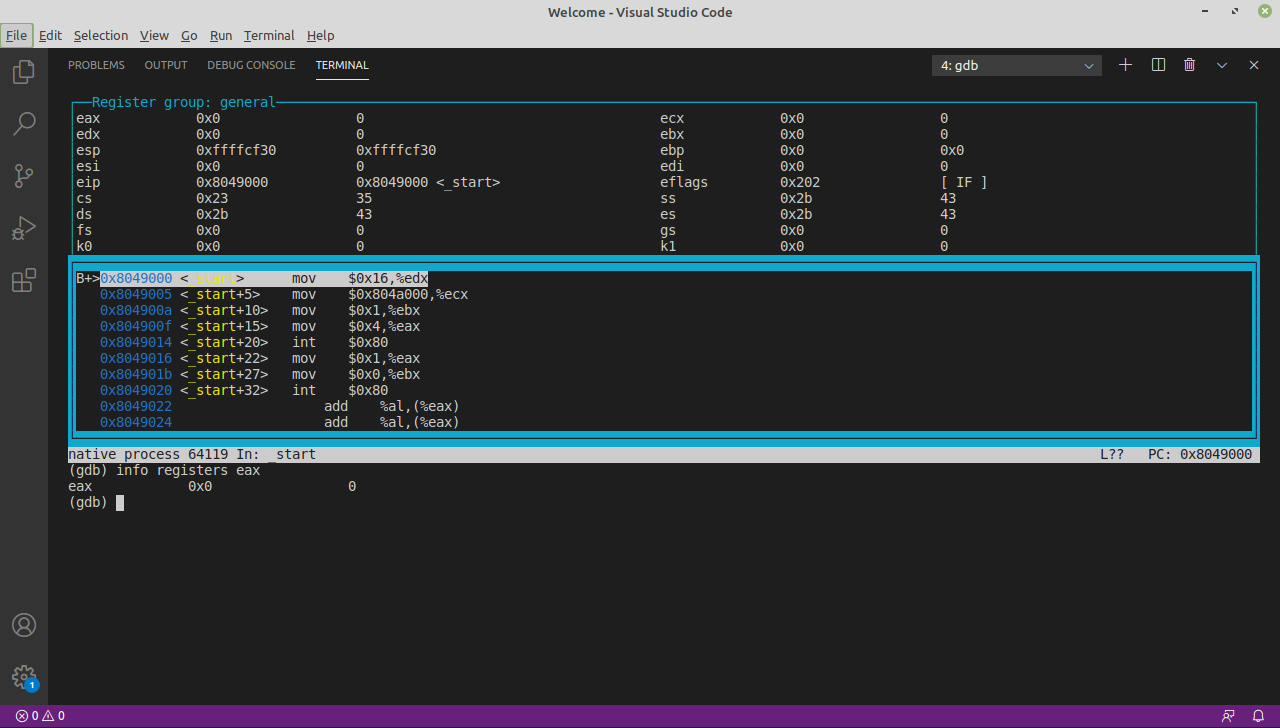 Welcome - Visual Studio Code
File Edit Selection View Go Run Terminal Help
PROBLEMS OUTPUT DEBUG CONSOLE TERMINAL 4: gdb
Register group: general
eax 0x0 0 ecx 0x0 0
edx 0x0 0 ebx 0x0 0
esp 0xffffcf30 0xffffcf30 ebp 0x0 0x0
esi 0x0 0 edi 0x0 0
eip 0x8049000 0x8049000 <_start> eflags 0x202 [ IF ]
cs 0x23 35 ss 0x2b 43
ds 0x2b 43 es 0x2b 43
fs 0x0 0 gs 0x0 0
k0 0x0 0 k1 0x0 0
B+>0x8049000 <_start> mov $0x16,%edx
0x8049005 <_start+5> mov $0x804a000,%ecx
0x804900a <_start+10> mov $0x1,%ebx
0x804900f <_start+15> mov $0x4,%eax
0x8049014 <_start+20> int $0x80
0x8049016 <_start+22> mov $0x1,%eax
0x804901b <_start+27> mov $0x0,%ebx
0x8049020 <_start+32> int $0x80
0x8049022 add %al,(%eax)
0x8049024 add %al,(%eax)
native process 64119 In: _start L?? PC: 0x8049000
(gdb) info registers eax
eax 0x0 0
(gdb)
1
0 0